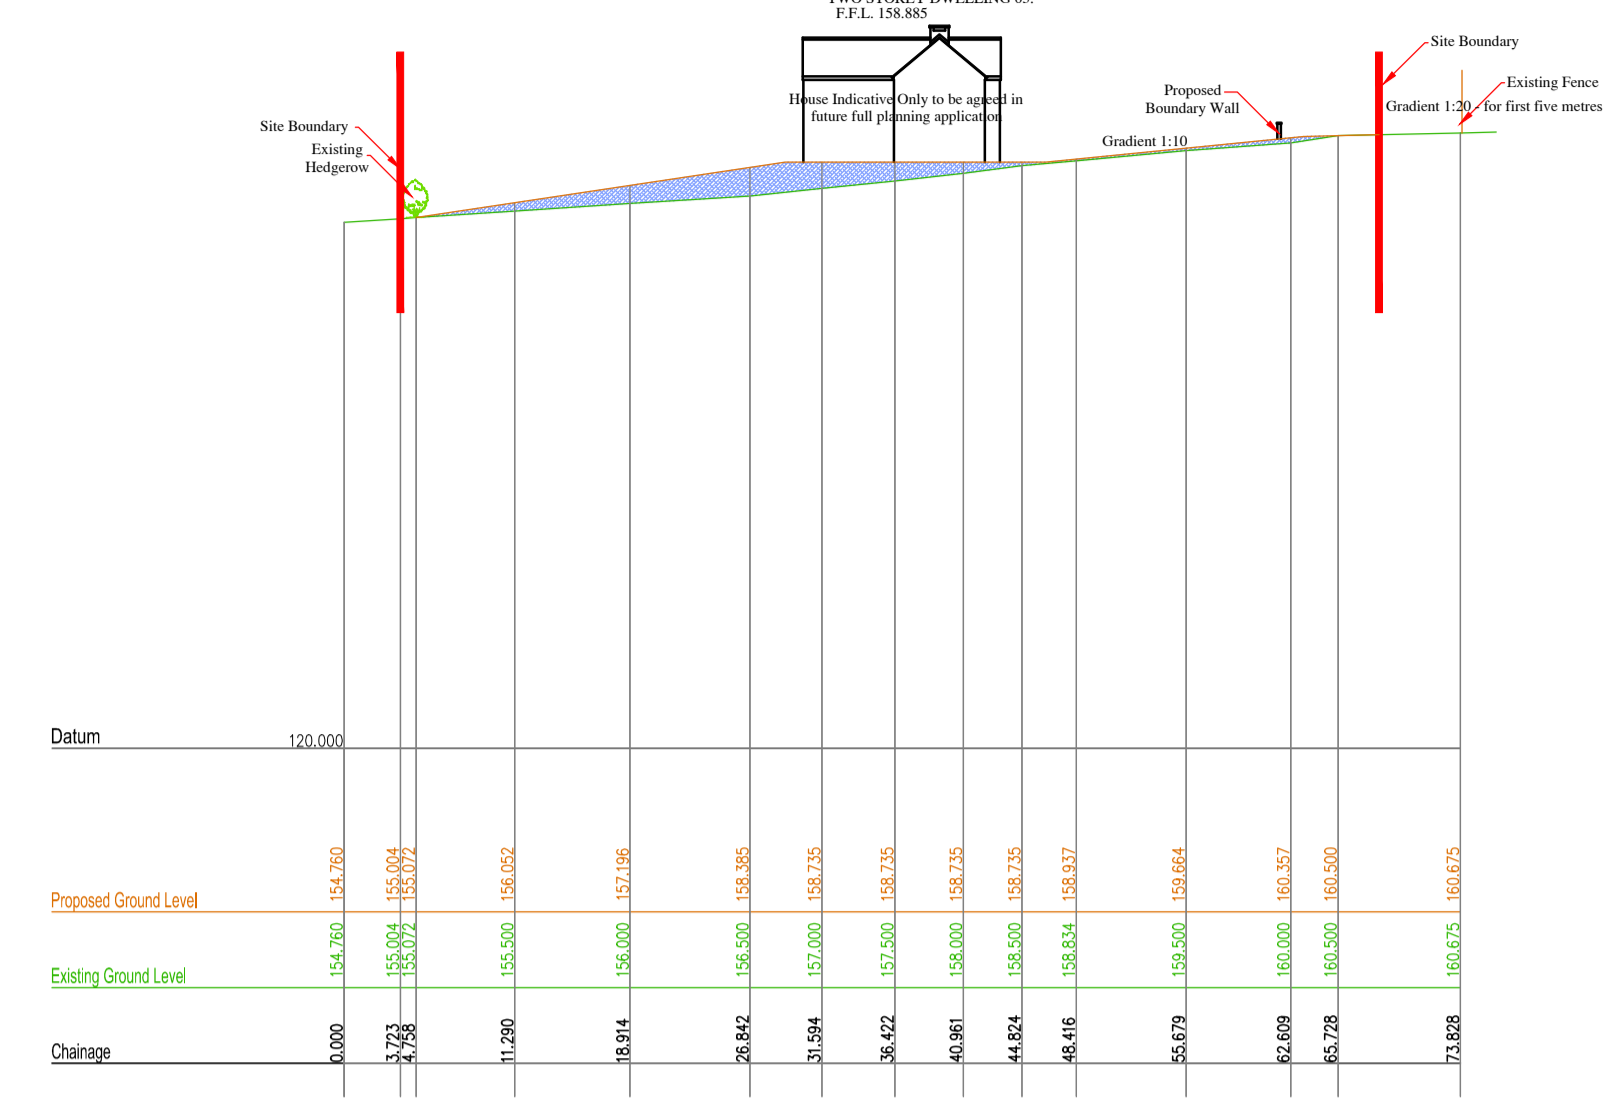 TWO STOREY DWELLING 03.
F.F.L. 158.885
Site Boundary
Existing Fence
Gradient 1:20 - for first five metres
Proposed
Boundary Wall
House Indicative Only to be agreed in
future full planning application
Gradient 1:10
Site Boundary
Existing
Hedgerow
Datum 120.000
Proposed Ground Level 154.760 155.004 155.072 156.052 157.196 158.385 158.735 158.735 158.735 158.735 158.937 159.664 160.357 160.500 160.675
Existing Ground Level 154.760 155.004 155.072 155.500 156.000 156.500 157.000 157.500 158.000 158.500 158.834 159.500 160.000 160.500 160.675
Chainage 0.000 3.723 4.758 11.290 18.914 26.842 31.594 36.422 40.961 44.824 48.416 55.679 62.609 65.728 73.828